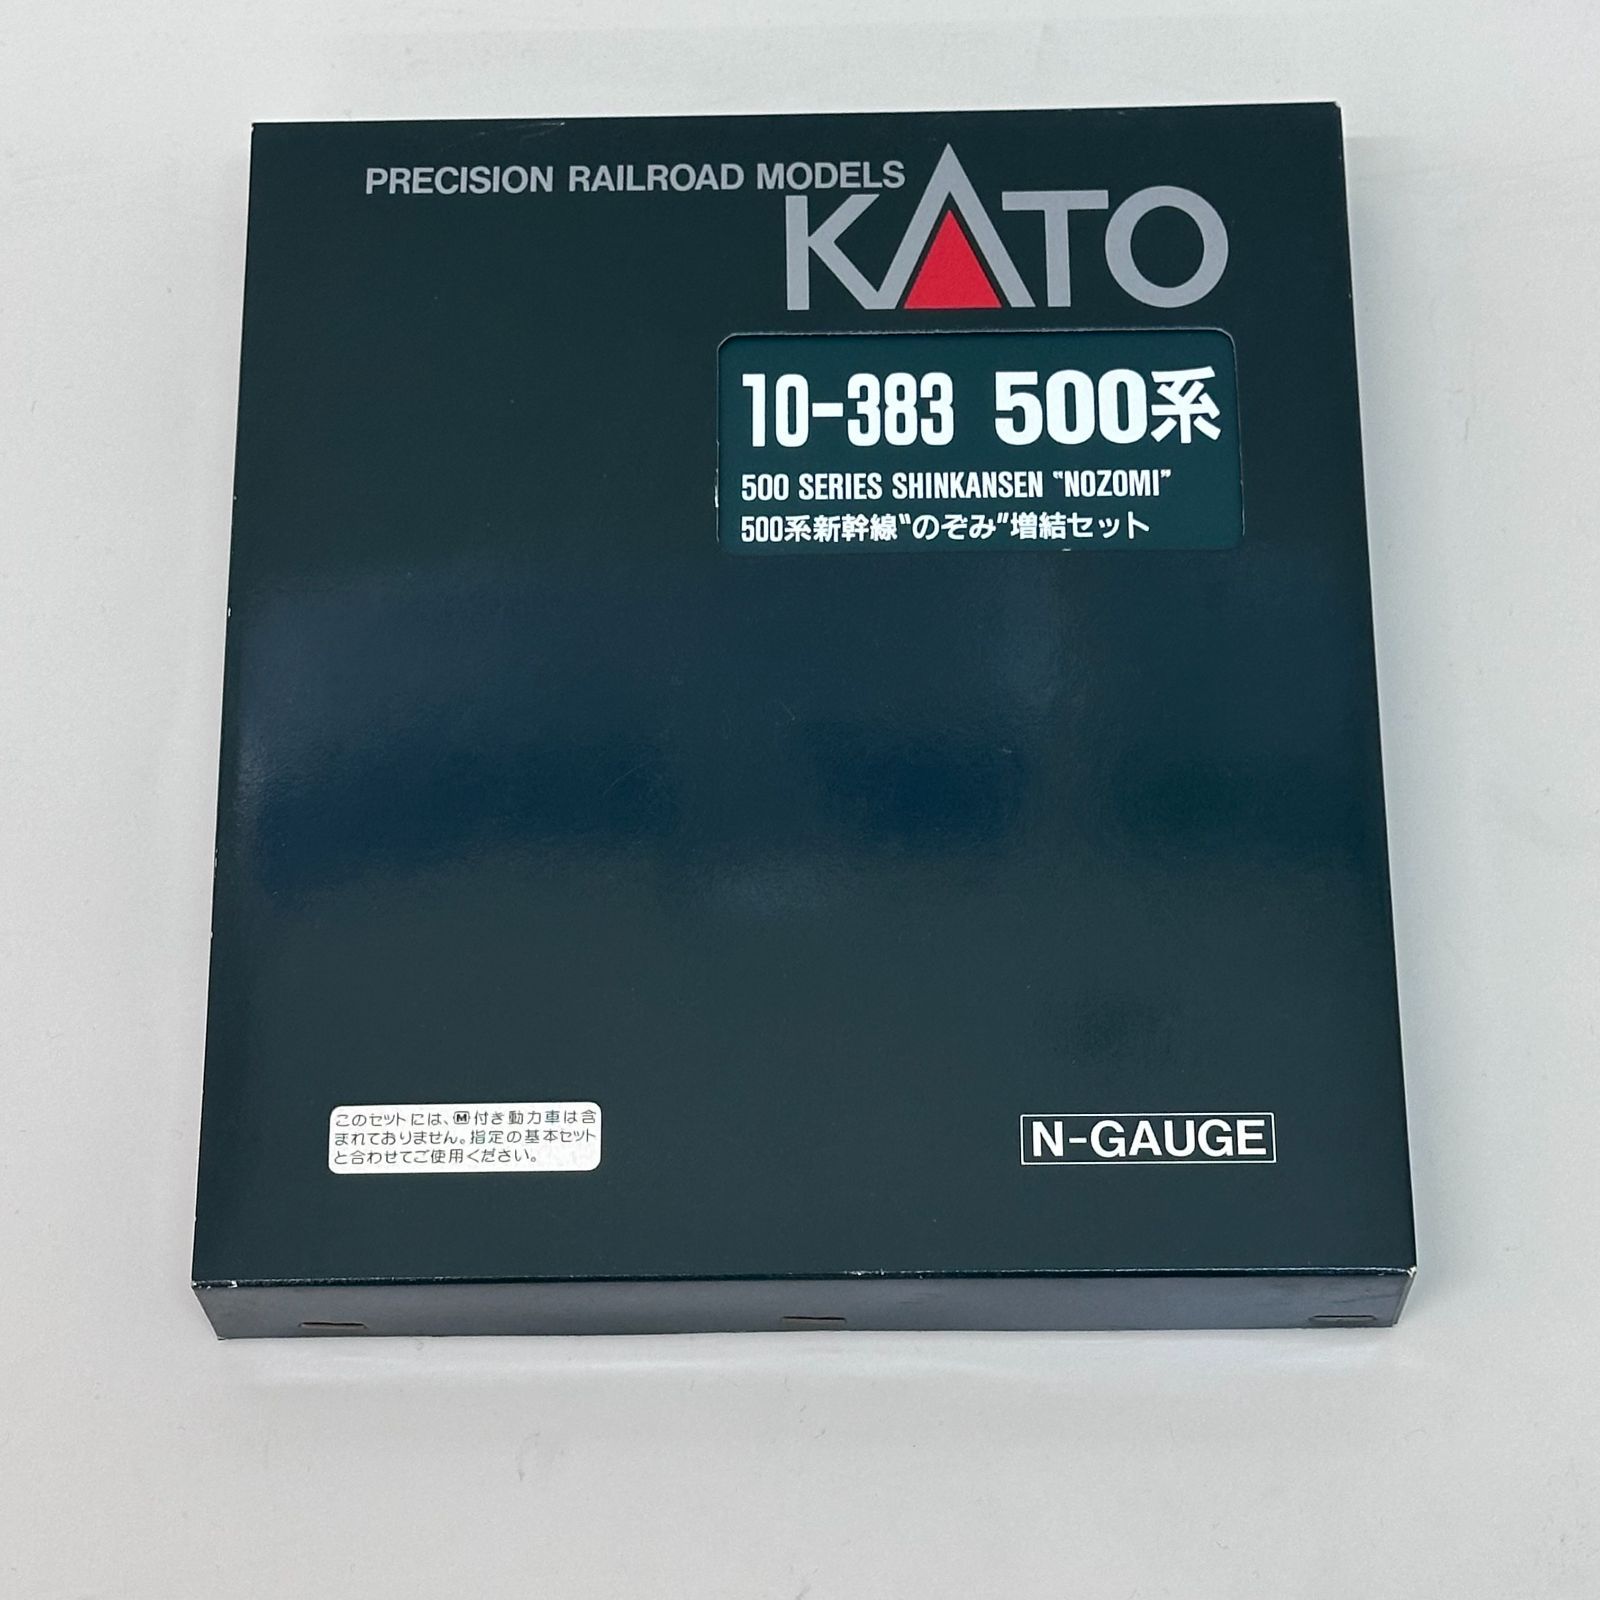 PRECISION RAILROAD MODELS
KATO
10-383 500系
500 SERIES SHINKANSEN "NOZOMI"
500系新幹線"のぞみ"増結セット
このセットには、Ⓜ付き動力車は含
まれておりません。指定の基本セット
と合わせてご使用ください。
N-GAUGE